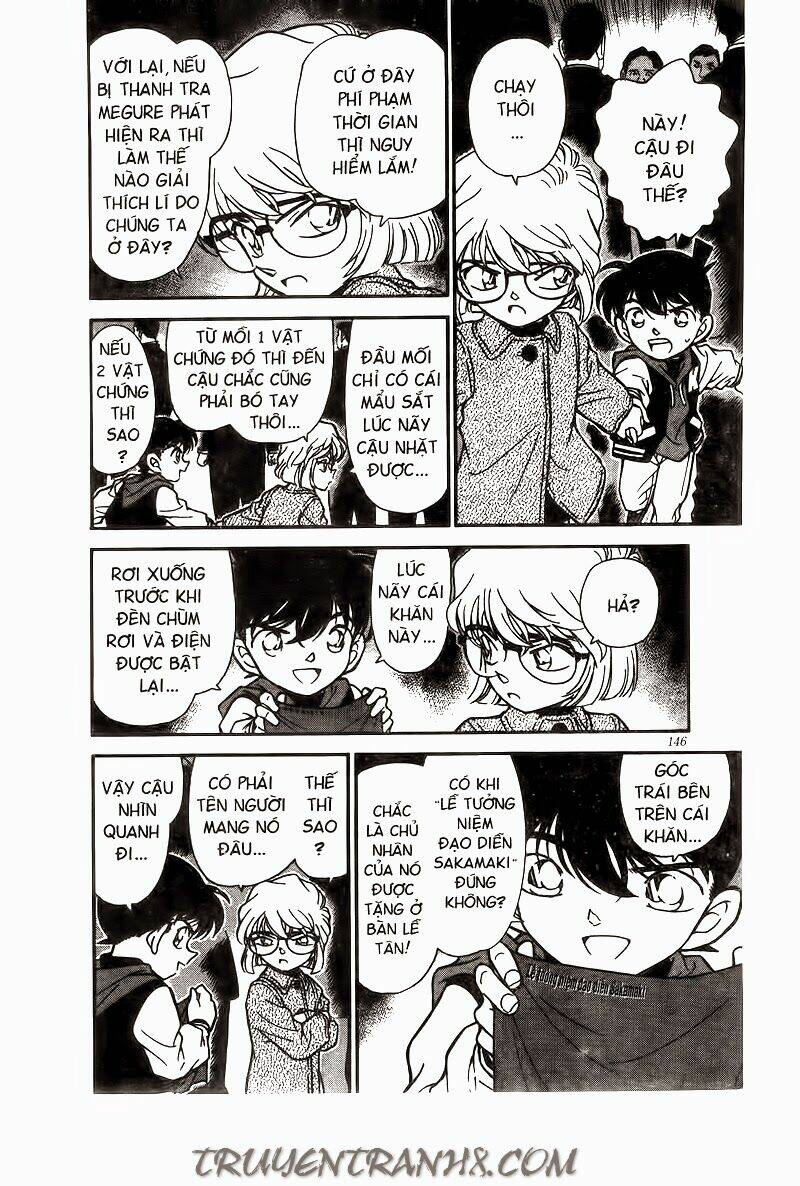 NÀY!
CẬU ĐI
ĐÂU
THẾ?
CHẠY
THÔI
...
CỨ Ở ĐÂY
PHÍ PHẠM
THỜI GIAN
THÌ NGUY
HIỂM LẮM!
VỚI LẠI, NẾU
BỊ THANH TRA
MEGURE PHÁT
HIỆN RA THÌ
LÀM THẾ
NÀO GIẢI
THÍCH LÍ DO
CHÚNG TA
Ở ĐÂY?
ĐẦU MỐI
CHỈ CÓ CÁI
MẨU SẮT
LÚC NÃY
CẬU NHẶT
ĐƯỢC...
TỪ MỖI 1 VẬT
CHỨNG ĐÓ THÌ ĐẾN
CẬU CHẮC CŨNG
PHẢI BÓ TAY
THÔI...
NẾU
2 VẬT
CHỨNG
THÌ
SAO
?
HẢ?
LÚC
NÃY CÁI
KHĂN
NÀY...
RƠI XUỐNG
TRƯỚC KHI
ĐÈN CHÙM
RƠI VÀ ĐIỆN
ĐƯỢC BẬT
LẠI...
146
GÓC
TRÁI BÊN
TRÊN CÁI
KHĂN...
CÓ KHI
"LỄ TƯỞNG
NIỆM
ĐẠO DIỄN
SAKAMAKI"
ĐÚNG
KHÔNG?
CHẮC
LÀ CHỦ
NHÂN
CỦA NÓ
ĐƯỢC
TẶNG Ở
BÀN LỄ
TÂN!
Lễ tưởng niệm đạo diễn Sakamaki
THẾ
THÌ
SAO
?
CÓ PHẢI
TÊN NGƯỜI
MANG NÓ
ĐÂU...
VẬY CẬU
NHÌN
QUANH
ĐI...
TRUYENTRANH8.COM